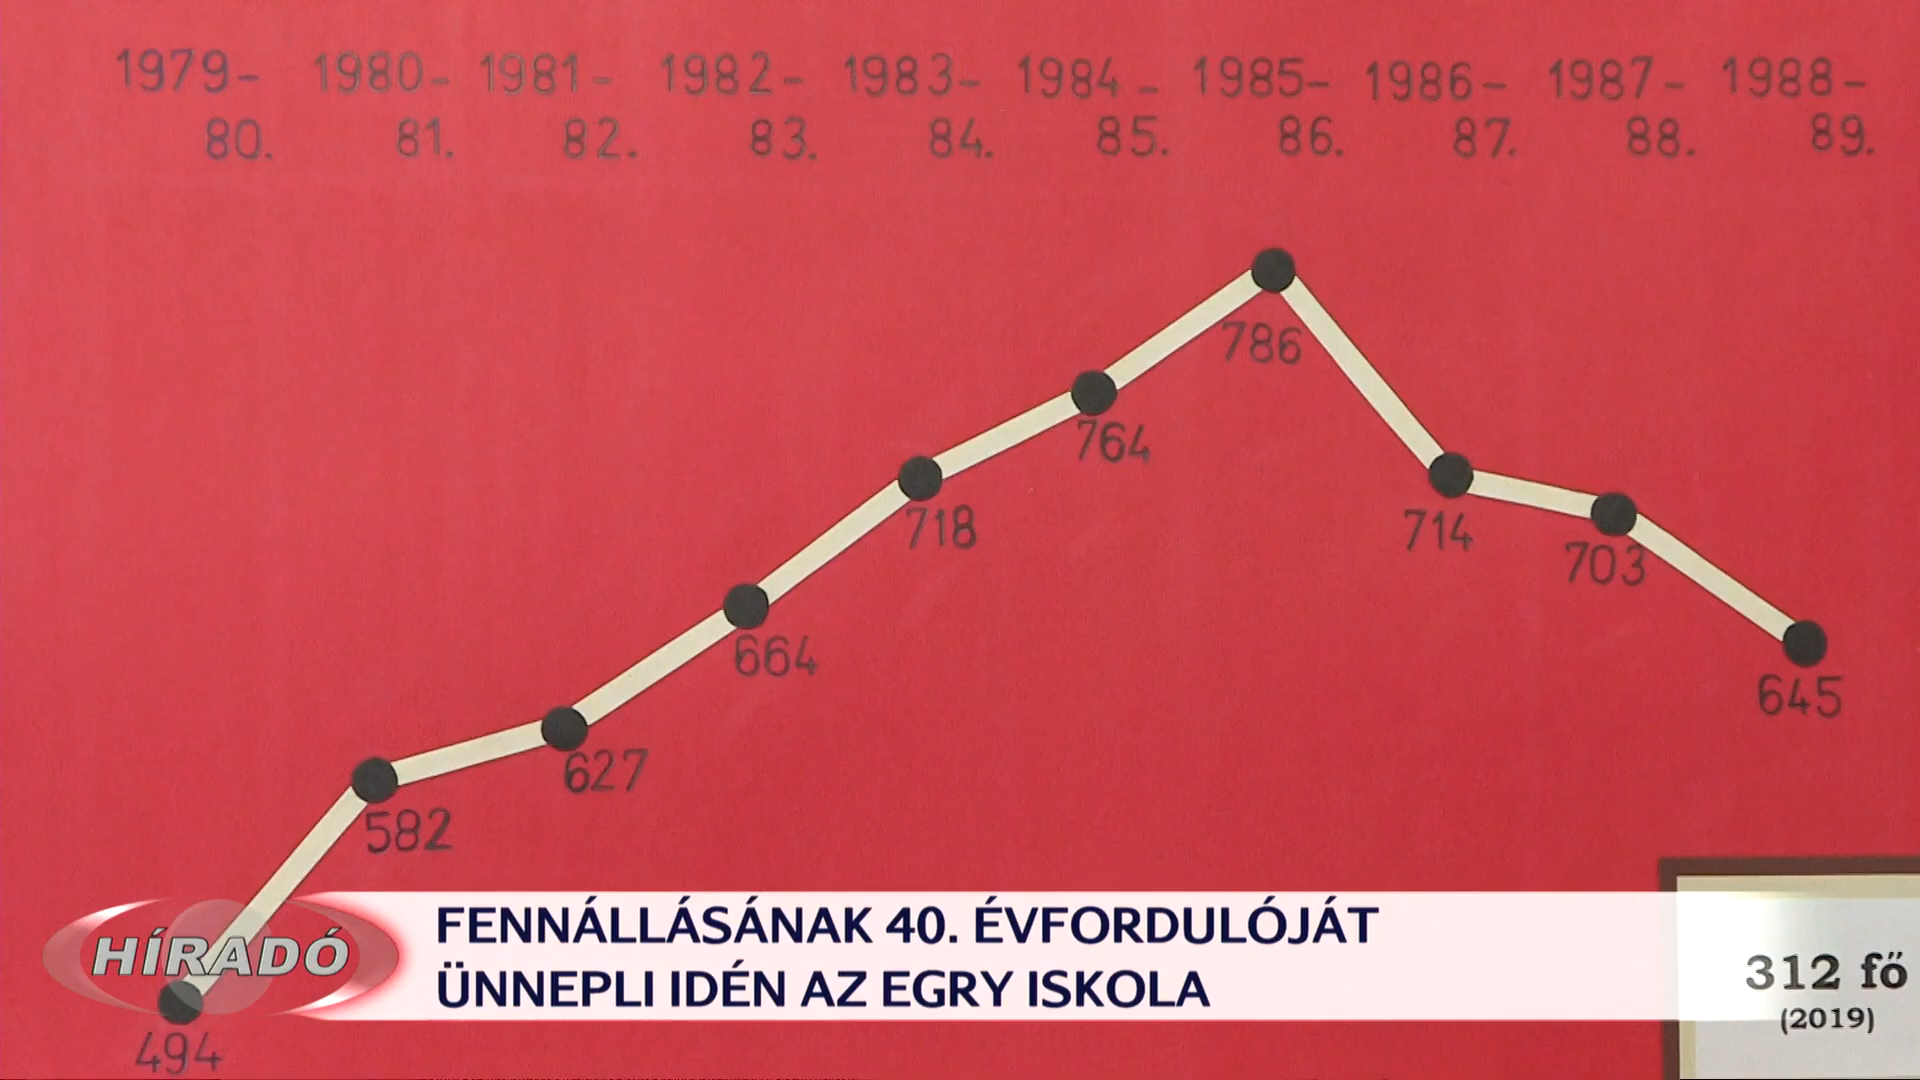 1979- 1980- 1981- 1982- 1983- 1984- 1985- 1986- 1987- 1988-
80. 81. 82. 83. 84. 85. 86. 87. 88. 89.
786
764
718
714
703
664
645
627
582
HÍRADÓ
FENNÁLLÁSÁNAK 40. ÉVFORDULÓJÁT
ÜNNEPLI IDÉN AZ EGRY ISKOLA
312 fő
(2019)
494